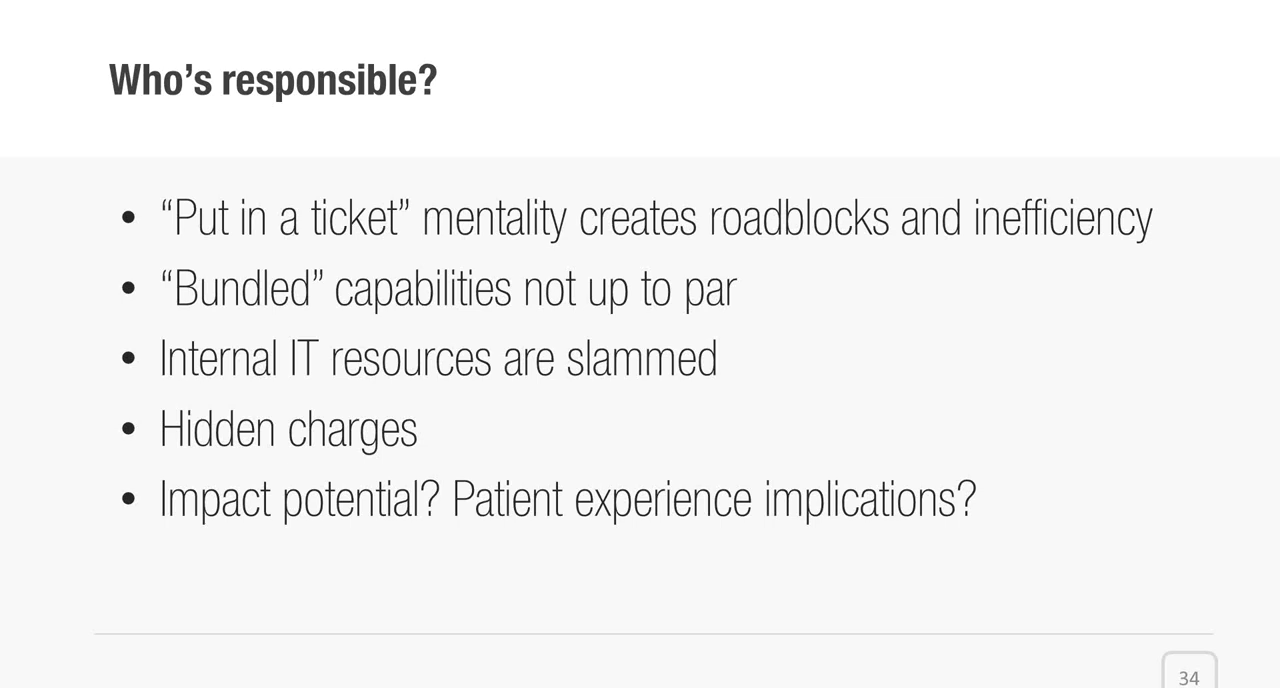 Who’s responsible?
• “Put in a ticket” mentality creates roadblocks and inefficiency
• “Bundled” capabilities not up to par
• Internal IT resources are slammed
• Hidden charges
• Impact potential? Patient experience implications?
34